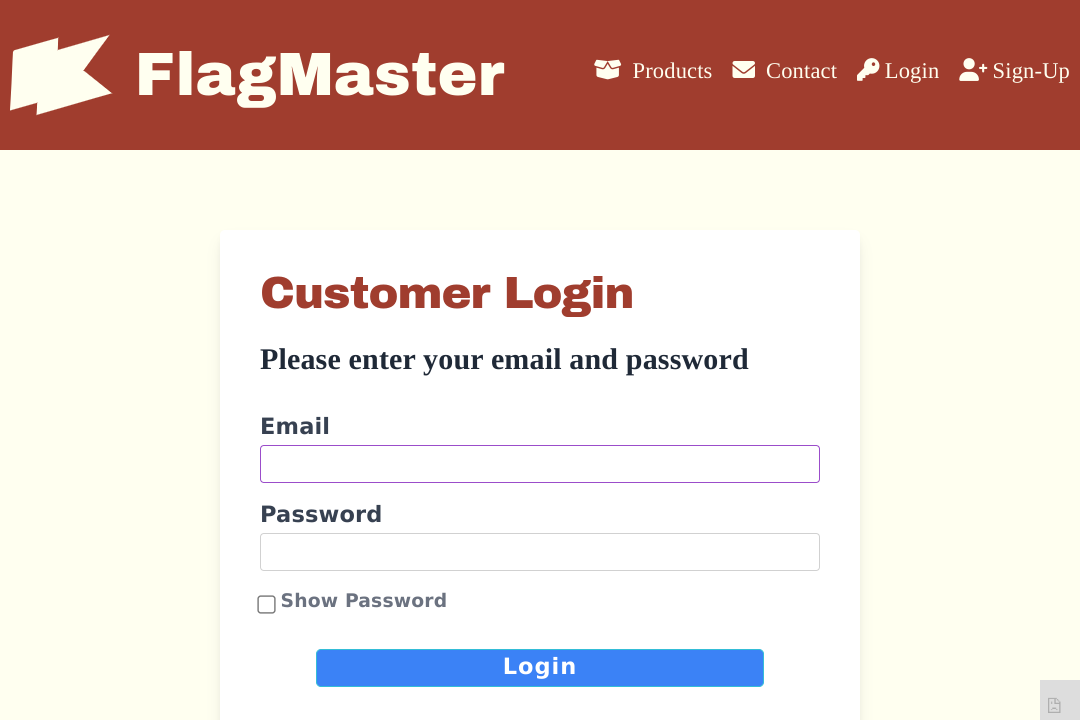 FlagMaster
Products Contact Login Sign-Up
Customer Login
Please enter your email and password
Email
Password
Show Password
Login